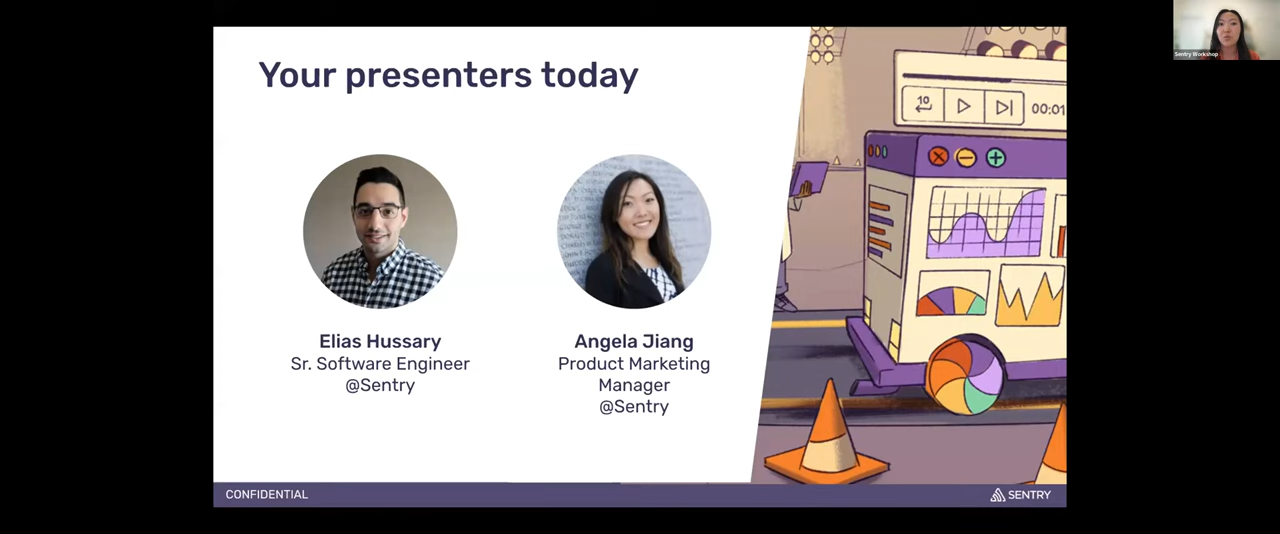 Sentry Workshop
Your presenters today
10
00:01
Elias Hussary
Sr. Software Engineer
@Sentry
Angela Jiang
Product Marketing
Manager
@Sentry
CONFIDENTIAL
SENTRY